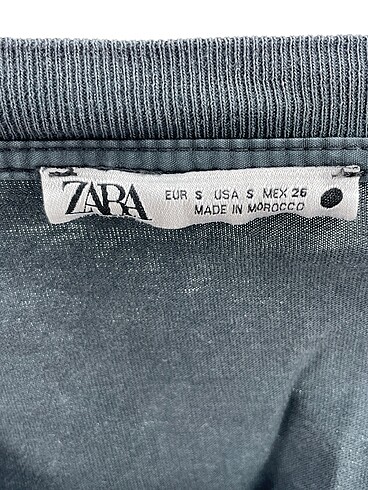 ZARA
EUR S USA S MEX 26
MADE IN MOROCCO